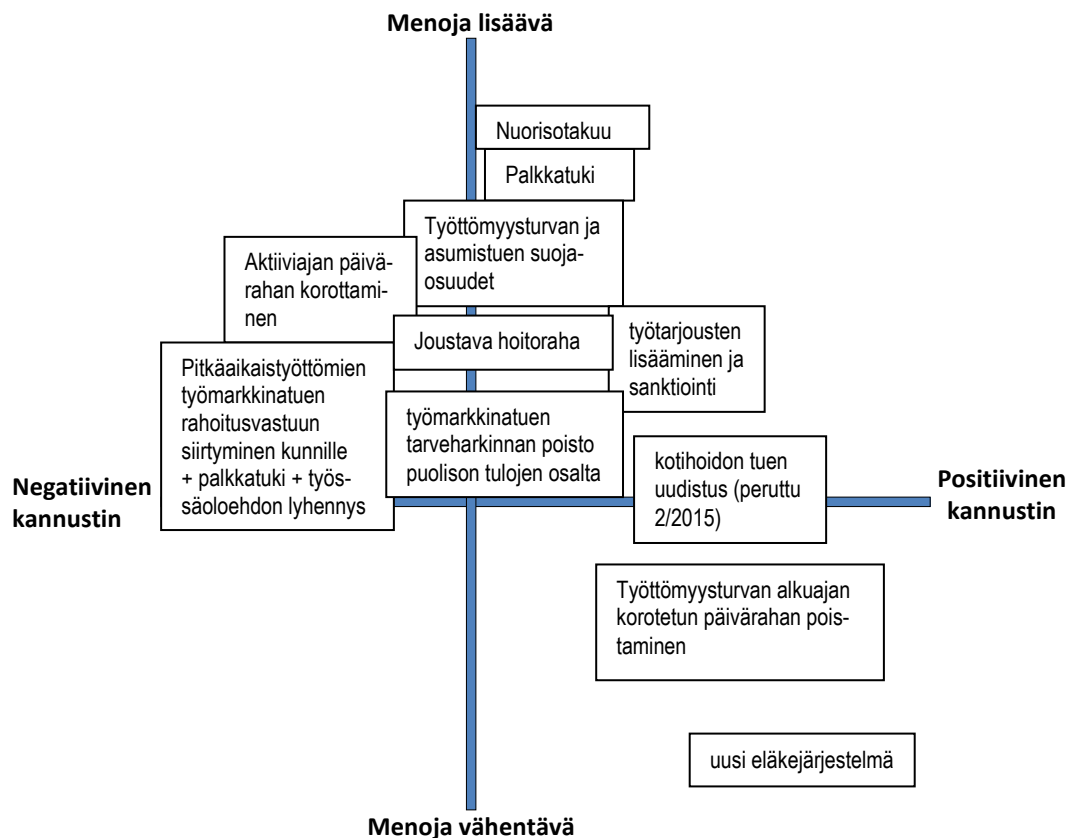 Menoja lisäävä
Nuorisotakuu
Palkkatuki
Työttömyysturvan ja
asumistuen suoja-
osuudet
Aktiiviajan päivä-
rahan korottami-
nen
Joustava hoitoraha
työtarjousten
lisääminen ja
sanktiointi
Pitkäaikaistyöttömien
työmarkkinatuen
rahoitusvastuun
siirtyminen kunnille
+ palkkatuki + työs-
säoloehdon lyhennys
työmarkkinatuen
tarveharkinnan poisto
puolison tulojen osalta
kotihoidon tuen
uudistus (peruttu
2/2015)
Negatiivinen
kannustin
Positiivinen
kannustin
Työttömyysturvan alkuajan
korotetun päivärahan pois-
taminen
uusi eläkejärjestelmä
Menoja vähentävä